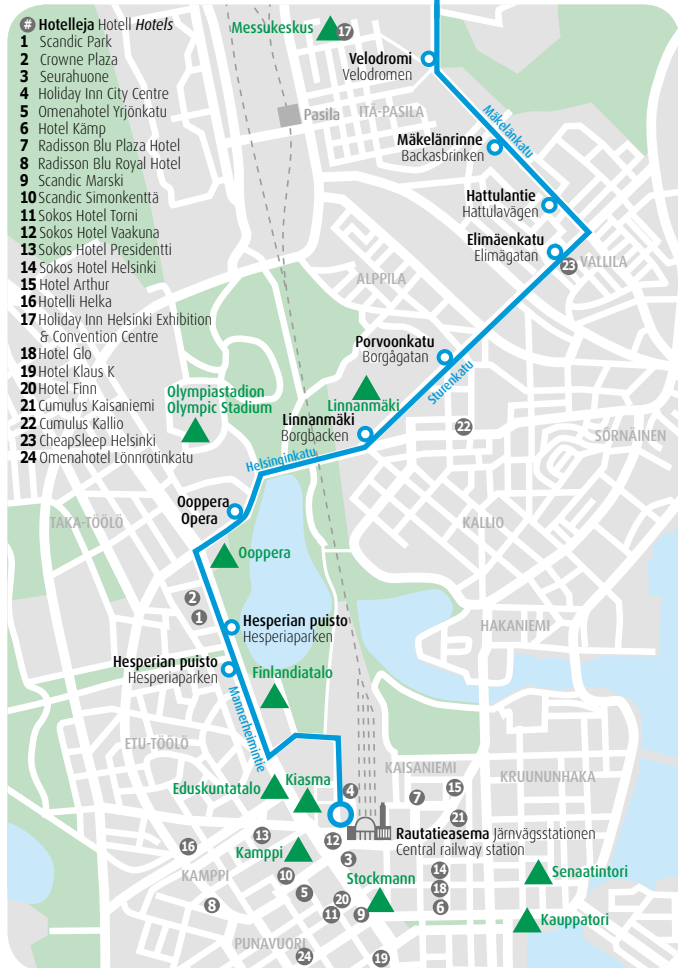 # Hotelleja Hotell Hotels
1 Scandic Park
2 Crowne Plaza
3 Seurahuone
4 Holiday Inn City Centre
5 Omenahotel Yrjönkatu
6 Hotel Kämp
7 Radisson Blu Plaza Hotel
8 Radisson Blu Royal Hotel
9 Scandic Marski
10 Scandic Simonkenttä
11 Sokos Hotel Torni
12 Sokos Hotel Vaakuna
13 Sokos Hotel Presidentti
14 Sokos Hotel Helsinki
15 Hotel Arthur
16 Hotelli Helka
17 Holiday Inn Helsinki Exhibition
& Convention Centre
18 Hotel Glo
19 Hotel Klaus K
20 Hotel Finn
21 Cumulus Kaisaniemi
22 Cumulus Kallio
23 CheapSleep Helsinki
24 Omenahotel Lönnrotinkatu
Messukeskus
17
Velodromi
Velodromen
Pasila
ITÄ-PASILA
Mäkelänkatu
Mäkelänrinne
Backasbrinken
Hattulantie
Hattulavägen
Elimäenkatu
Elimägatan
23
VALLILA
ALPPILA
Porvoonkatu
Borgågatan
Sturenkatu
Linnanmäki
Olympiastadion
Olympic Stadium
Linnanmäki
Borgbacken
22
SÖRNÄINEN
Helsinginkatu
Ooppera
Opera
TAKA-TÖÖLÖ
KALLIO
Ooppera
2
1
Hesperian puisto
Hesperiaparken
HAKANIEMI
Hesperian puisto
Hesperiaparken
Finlandiatalo
Mannerheimintie
ETU-TÖÖLÖ
KAISANIEMI
KRUUNUNHAKA
Eduskuntatalo
Kiasma
4
7
15
21
Rautatieasema Järnvägsstationen
Central railway station
13
12
16
Kamppi
3
KAMPPI
10
Stockmann
14
Senaatintori
18
5
20
8
11
9
6
Kauppatori
PUNAVUORI
24
19